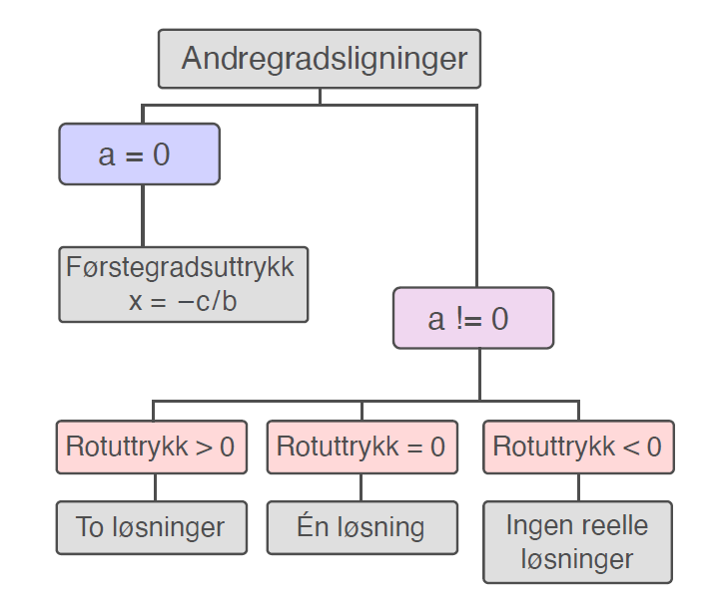 Andregradsligninger
a = 0
Førstegradsuttrykk
x = −c/b
a != 0
Rotuttrykk > 0
Rotuttrykk = 0
Rotuttrykk < 0
To løsninger
Én løsning
Ingen reelle
løsninger